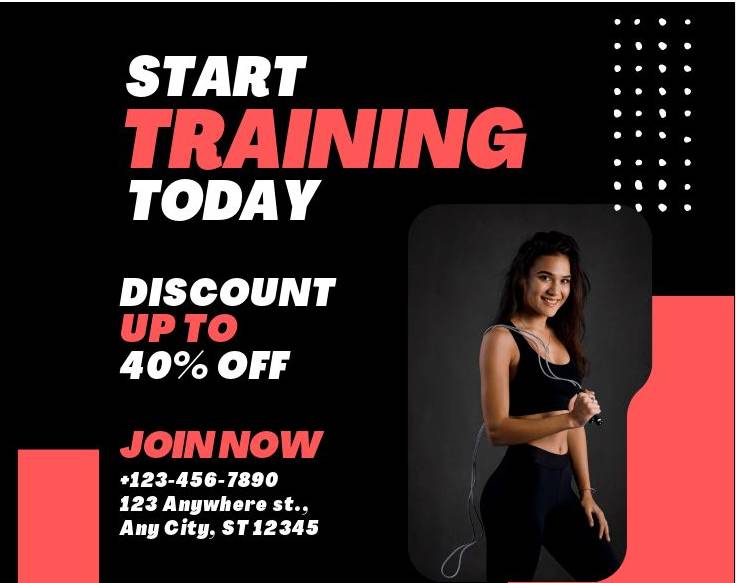 START
TRAINING
TODAY
DISCOUNT
UP TO
40% OFF
JOIN NOW
+123-456-7890
123 Anywhere st.,
Any City, ST 12345